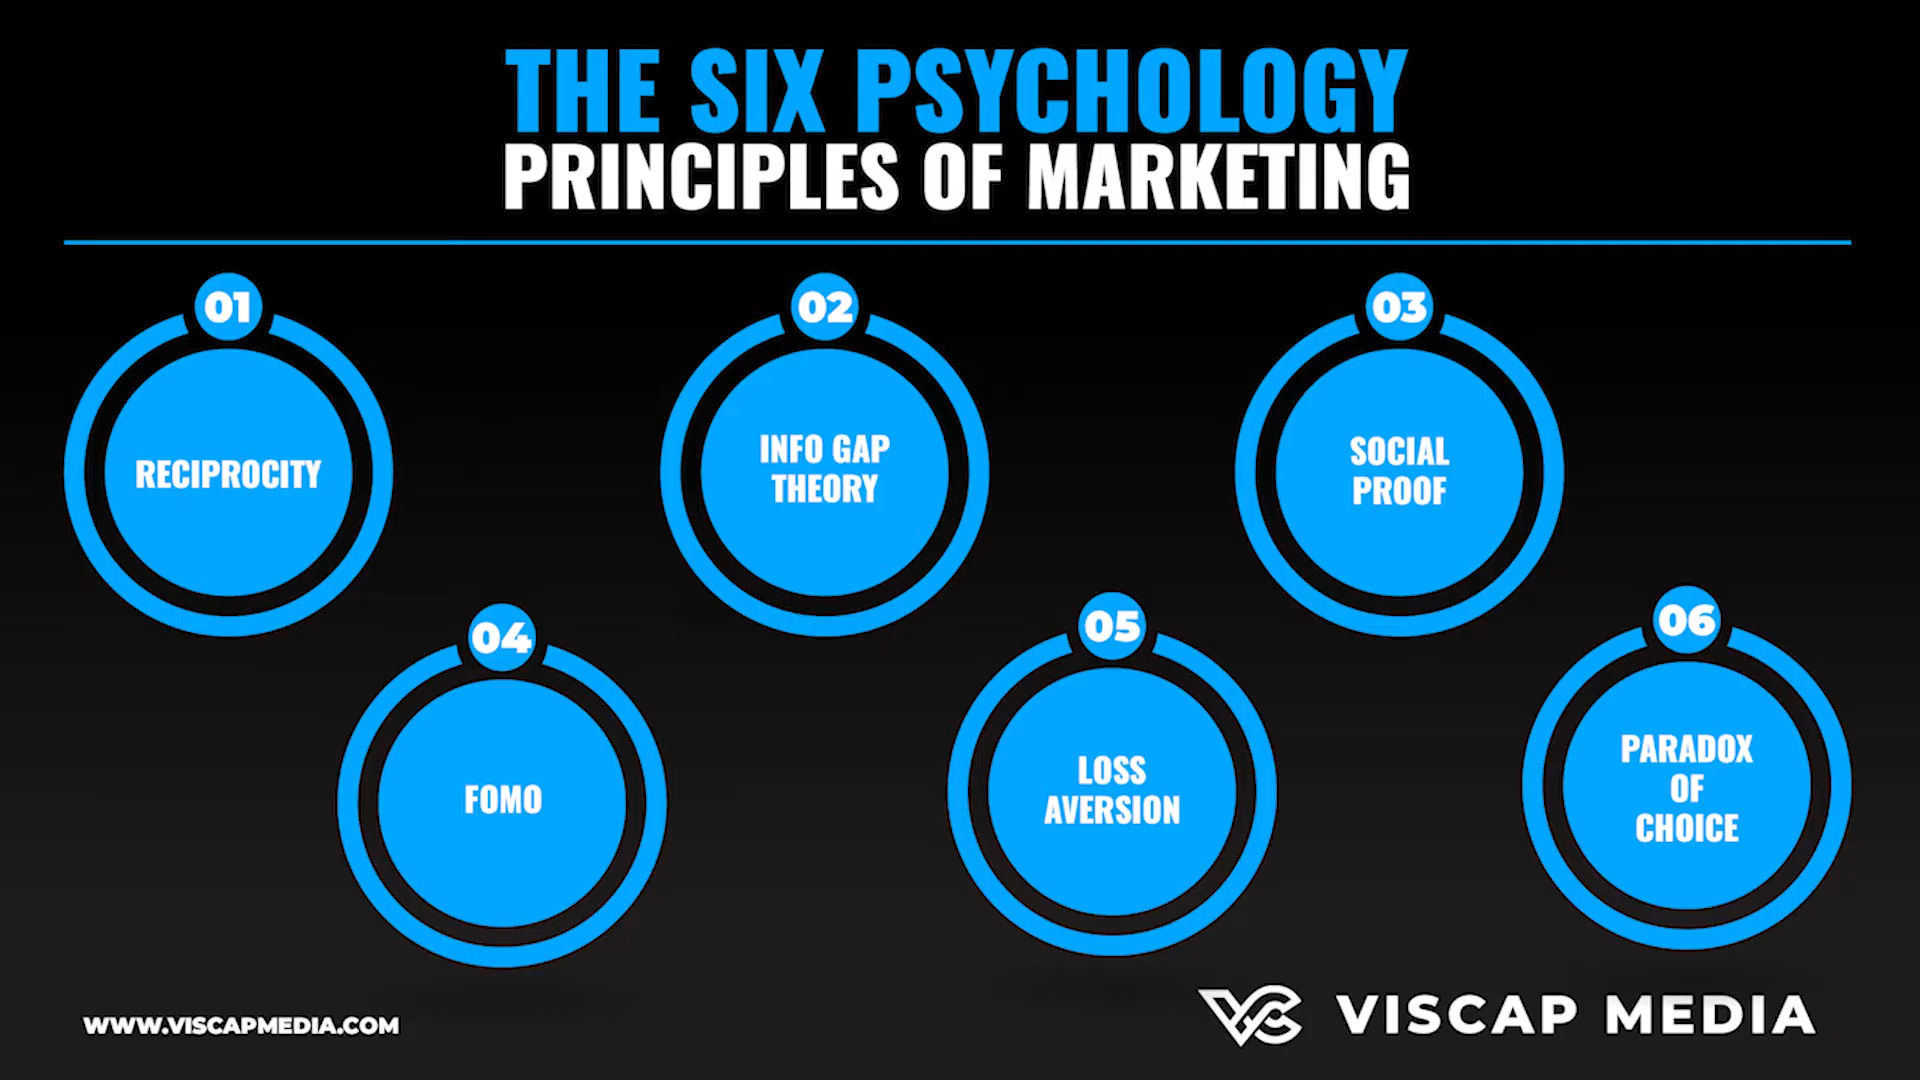 THE SIX PSYCHOLOGY
PRINCIPLES OF MARKETING
01
RECIPROCITY
02
INFO GAP
THEORY
03
SOCIAL
PROOF
04
FOMO
05
LOSS
AVERSION
06
PARADOX
OF
CHOICE
WWW.VISCAPMEDIA.COM
VISCAP MEDIA